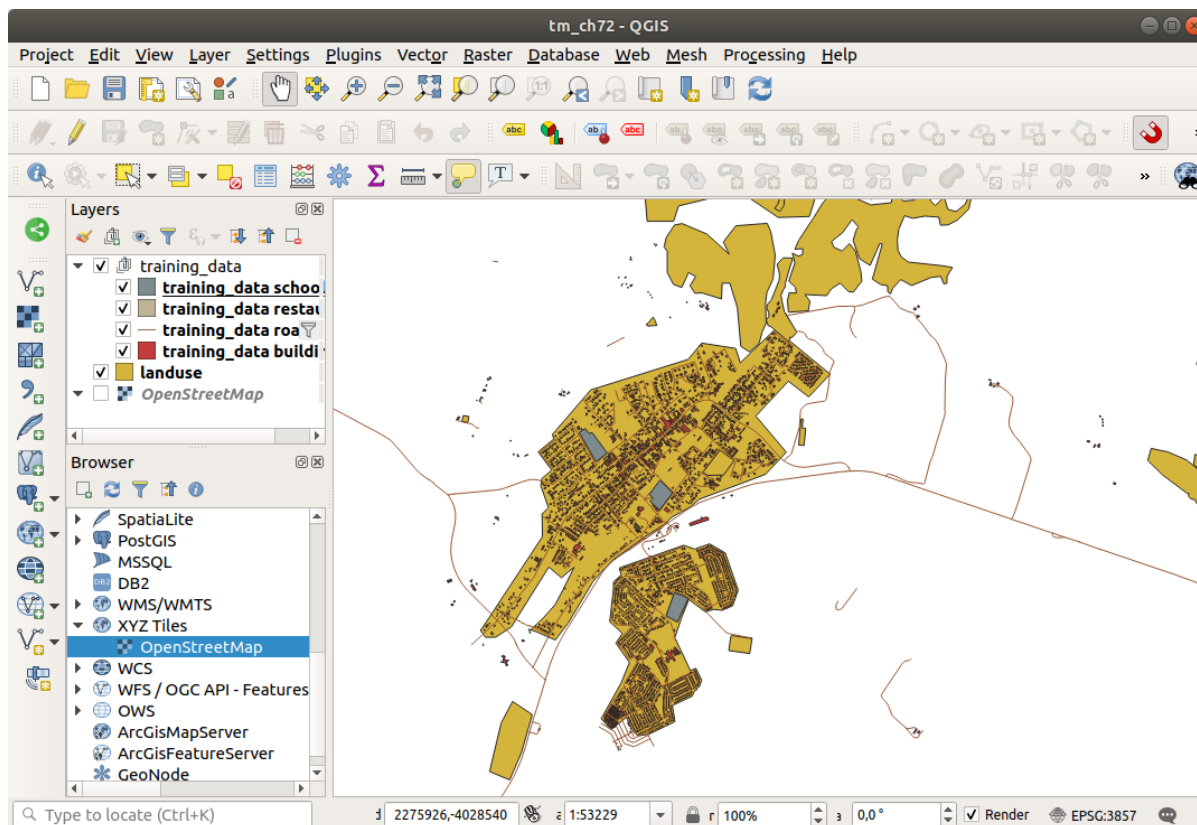 tm_ch72 - QGIS
Project Edit View Layer Settings Plugins Vector Raster Database Web Mesh Processing Help
abc abc abc
Layers
training_data
training_data schoo
training_data restau
training_data roa
training_data buildi
landuse
OpenStreetMap
Browser
SpatiaLite
PostGIS
MSSQL
DB2
WMS/WMTS
XYZ Tiles
OpenStreetMap
WCS
WFS / OGC API - Features
OWS
ArcGisMapServer
ArcGisFeatureServer
GeoNode
Type to locate (Ctrl+K) 2275926,-4028540 1:53229 100% 0,0 ° Render EPSG:3857